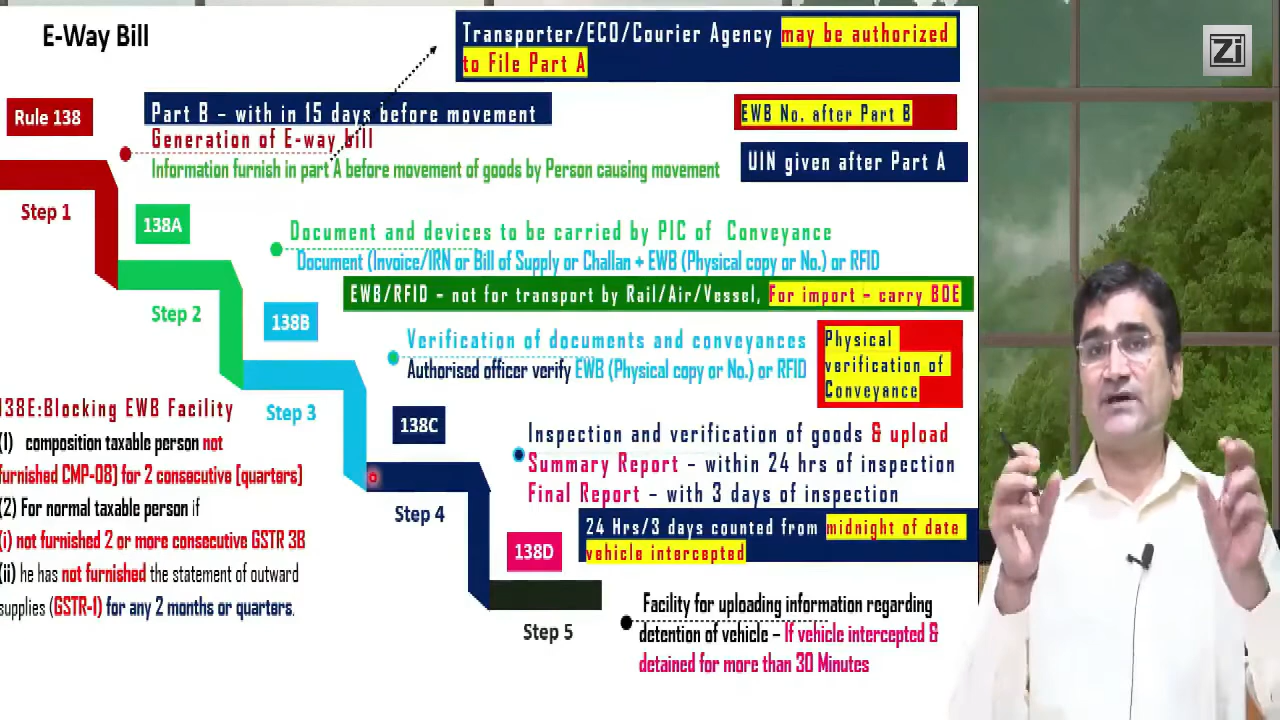 E-Way Bill
Transporter/ECO/Courier Agency may be authorized
to File Part A
Rule 138
Part B – with in 15 days before movement
EWB No. after Part B
Generation of E-way bill
Information furnish in part A before movement of goods by Person causing movement
UIN given after Part A
Step 1
138A
Document and devices to be carried by PIC of Conveyance
Document (Invoice/IRN or Bill of Supply or Challan + EWB (Physical copy or No.) or RFID
EWB/RFID – not for transport by Rail/Air/Vessel, For import – carry BOE
Step 2
138B
Verification of documents and conveyances
Authorised officer verify EWB (Physical copy or No.) or RFID
Physical
verification of
Conveyance
Step 3
138C
Inspection and verification of goods & upload
Summary Report – within 24 hrs of inspection
Final Report – with 3 days of inspection
24 Hrs/3 days counted from midnight of date
vehicle intercepted
Step 4
138D
Facility for uploading information regarding
detention of vehicle – If vehicle intercepted &
detained for more than 30 Minutes
Step 5
138E:Blocking EWB Facility
(1) composition taxable person not
furnished CMP-08] for 2 consecutive [quarters]
(2) For normal taxable person if
(i) not furnished 2 or more consecutive GSTR 3B
(ii) he has not furnished the statement of outward
supplies (GSTR-1) for any 2 months or quarters.
Zi